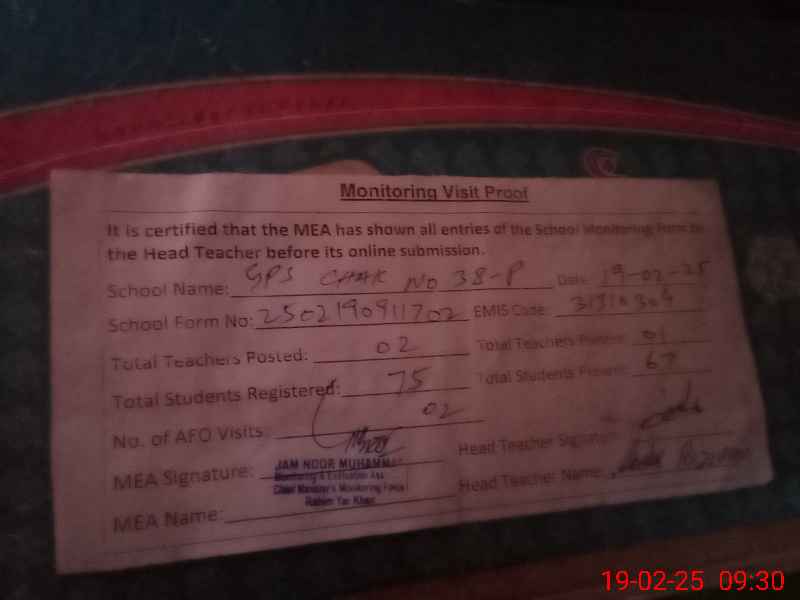 Monitoring Visit Proof
It is certified that the MEA has shown all entries of the School Monitoring Form to
the Head Teacher before its online submission.
School Name: GPS CHAK No 38-P Date: 19-02-25
School Form No: 2502190911702 EMIS Code: 31310304
Total Teachers Posted: 02 Total Teachers Present: 01
Total Students Registered: 75 Total Students Present: 67
No. of AFO Visits: 02
MEA Signature: Head Teacher Signature:
JAM NOOR MUHAMMAD
Monitoring & Evaluation Ass
Chief Minister's Monitoring Force
Rahim Yar Khan
Head Teacher Name:
MEA Name:
19-02-25 09:30